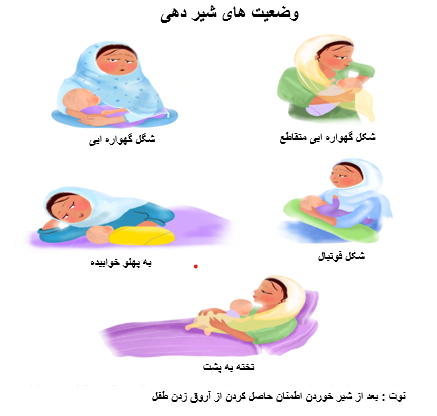 وضعیت های شیر دهی
شکل گهواره ایی متقاطع
شگل گهواره ایی
شکل فوتبال
به پهلو خوابیده
تخته به پشت
نوت : بعد از شیر خوردن اطمنان حاصل کردن از آروق زدن طفل